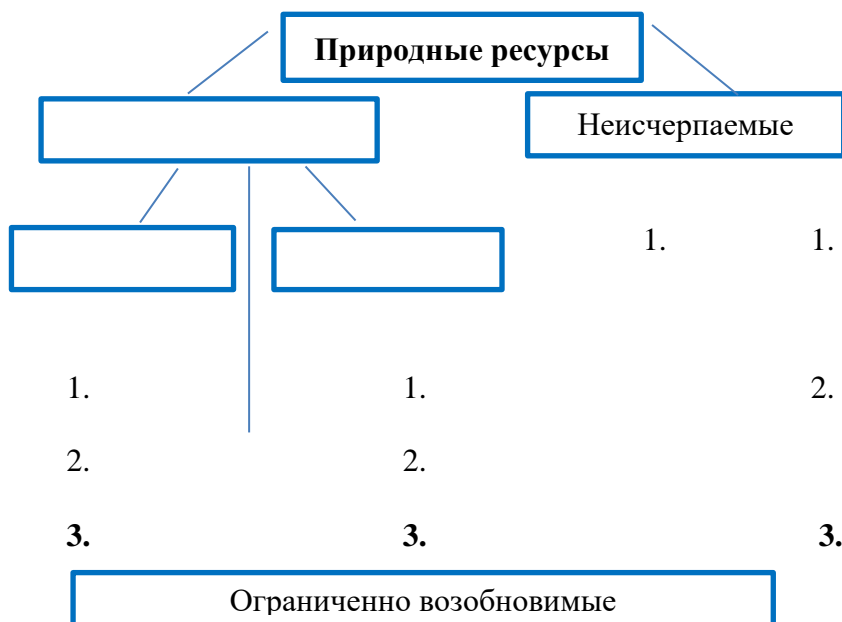 Природные ресурсы
Неисчерпаемые
1. 1.
1. 1. 2.
2. 2.
3. 3. 3.
Ограниченно возобновимые